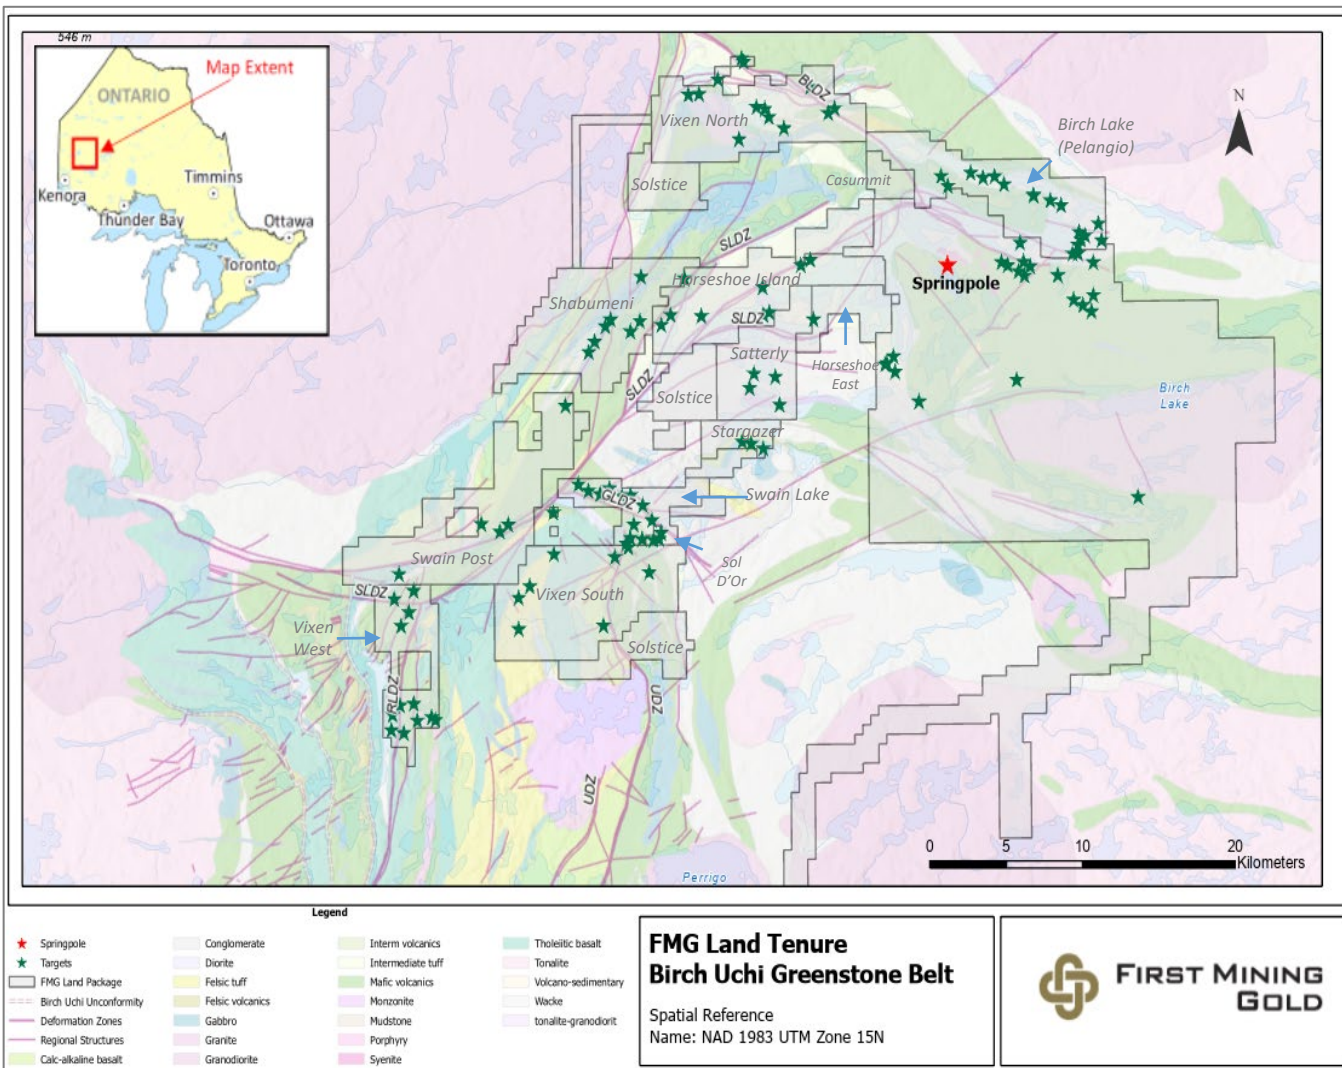 546 m
Map Extent
ONTARIO
Kenora
Timmins
Thunder Bay
Ottawa
Toronto
N
BLDZ
Vixen North
Birch Lake
(Pelangio)
Solstice
Casummit
SLDZ
Springpole
Horseshoe Island
Shabumeni
SLDZ
Satterly
Horseshoe
East
SLDZ
Solstice
Birch
Lake
Stargazer
GLDZ
Swain Lake
Swain Post
Sol
D'Or
SLDZ
Vixen South
Vixen
West
Solstice
RLDZ
UDZ
UDZ
Perrigo
0 5 10 20
Kilometers
Legend
Springpole
Targets
FMG Land Package
Birch Uchi Unconformity
Deformation Zones
Regional Structures
Calc-alkaline basalt
Conglomerate
Diorite
Felsic tuff
Felsic volcanics
Gabbro
Granite
Granodiorite
Interm volcanics
Intermediate tuff
Mafic volcanics
Monzonite
Mudstone
Porphyry
Syenite
Tholeiitic basalt
Tonalite
Volcano-sedimentary
Wacke
tonalite-granodiorit
FMG Land Tenure
Birch Uchi Greenstone Belt
Spatial Reference
Name: NAD 1983 UTM Zone 15N
FIRST MINING
GOLD